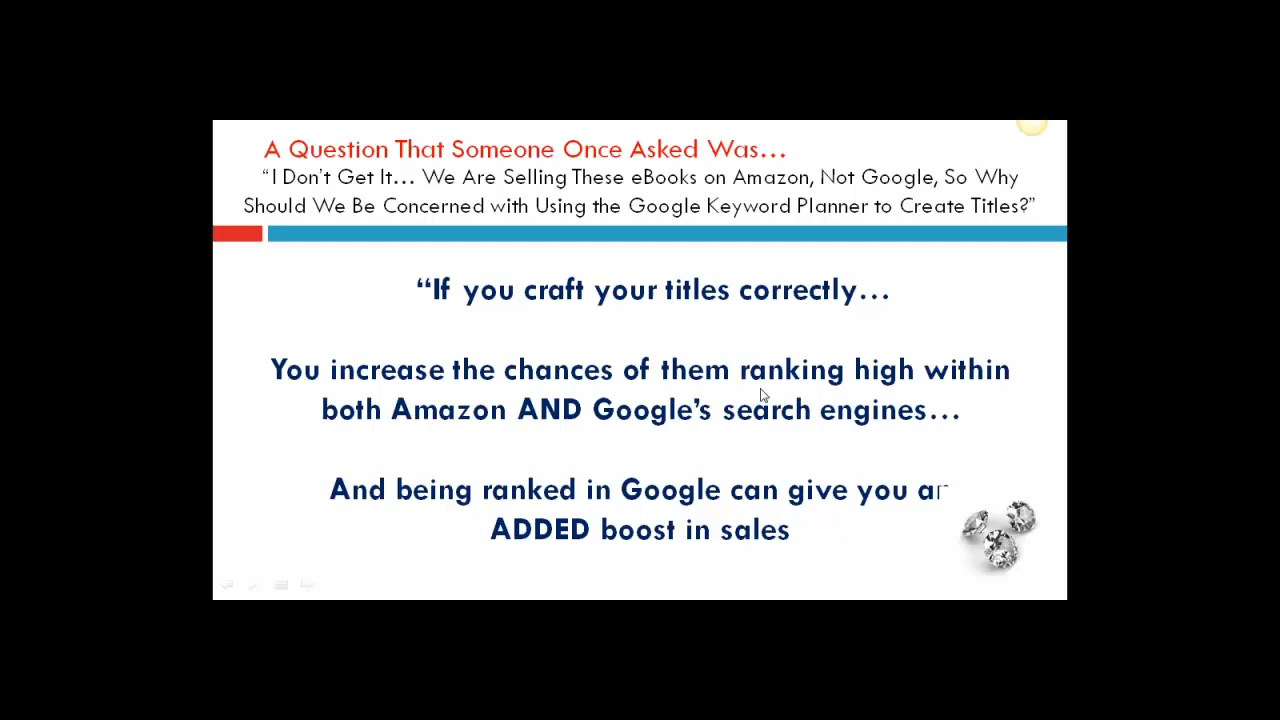 A Question That Someone Once Asked Was...
“I Don't Get It... We Are Selling These eBooks on Amazon, Not Google, So Why
Should We Be Concerned with Using the Google Keyword Planner to Create Titles?”
“If you craft your titles correctly...
You increase the chances of them ranking high within
both Amazon AND Google's search engines...
And being ranked in Google can give you
ADDED boost in sales